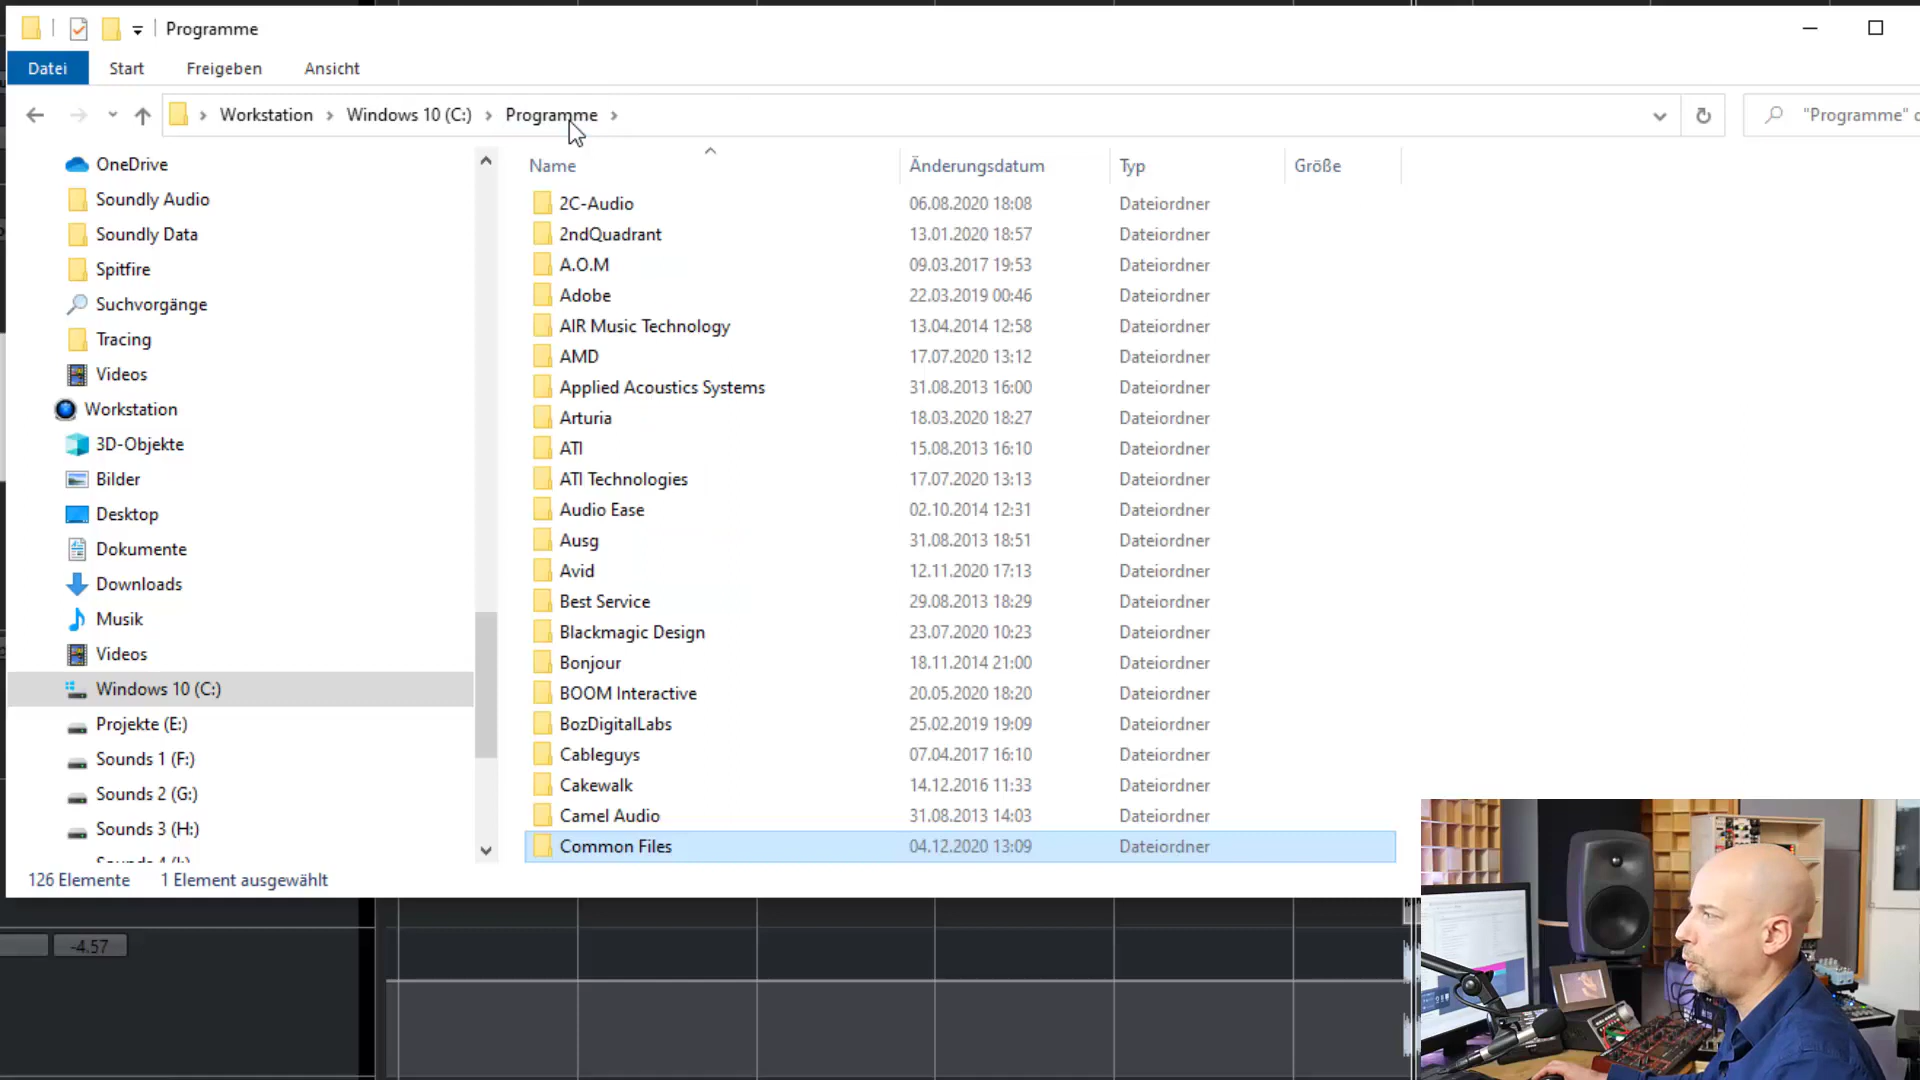 Programme
Datei Start Freigeben Ansicht
Workstation Windows 10 (C:) Programme
"Programme"
Name Änderungsdatum Typ Größe
OneDrive
Soundly Audio
Soundly Data
Spitfire
Suchvorgänge
Tracing
Videos
Workstation
3D-Objekte
Bilder
Desktop
Dokumente
Downloads
Musik
Videos
Windows 10 (C:)
Projekte (E:)
Sounds 1 (F:)
Sounds 2 (G:)
Sounds 3 (H:)
2C-Audio 06.08.2020 18:08 Dateiordner
2ndQuadrant 13.01.2020 18:57 Dateiordner
A.O.M 09.03.2017 19:53 Dateiordner
Adobe 22.03.2019 00:46 Dateiordner
AIR Music Technology 13.04.2014 12:58 Dateiordner
AMD 17.07.2020 13:12 Dateiordner
Applied Acoustics Systems 31.08.2013 16:00 Dateiordner
Arturia 18.03.2020 18:27 Dateiordner
ATI 15.08.2013 16:10 Dateiordner
ATI Technologies 17.07.2020 13:13 Dateiordner
Audio Ease 02.10.2014 12:31 Dateiordner
Ausg 31.08.2013 18:51 Dateiordner
Avid 12.11.2020 17:13 Dateiordner
Best Service 29.08.2013 18:29 Dateiordner
Blackmagic Design 23.07.2020 10:23 Dateiordner
Bonjour 18.11.2014 21:00 Dateiordner
BOOM Interactive 20.05.2020 18:20 Dateiordner
BozDigitalLabs 25.02.2019 19:09 Dateiordner
Cableguys 07.04.2017 16:10 Dateiordner
Cakewalk 14.12.2016 11:33 Dateiordner
Camel Audio 31.08.2013 14:03 Dateiordner
Common Files 04.12.2020 13:09 Dateiordner
126 Elemente 1 Element ausgewählt
-4.57